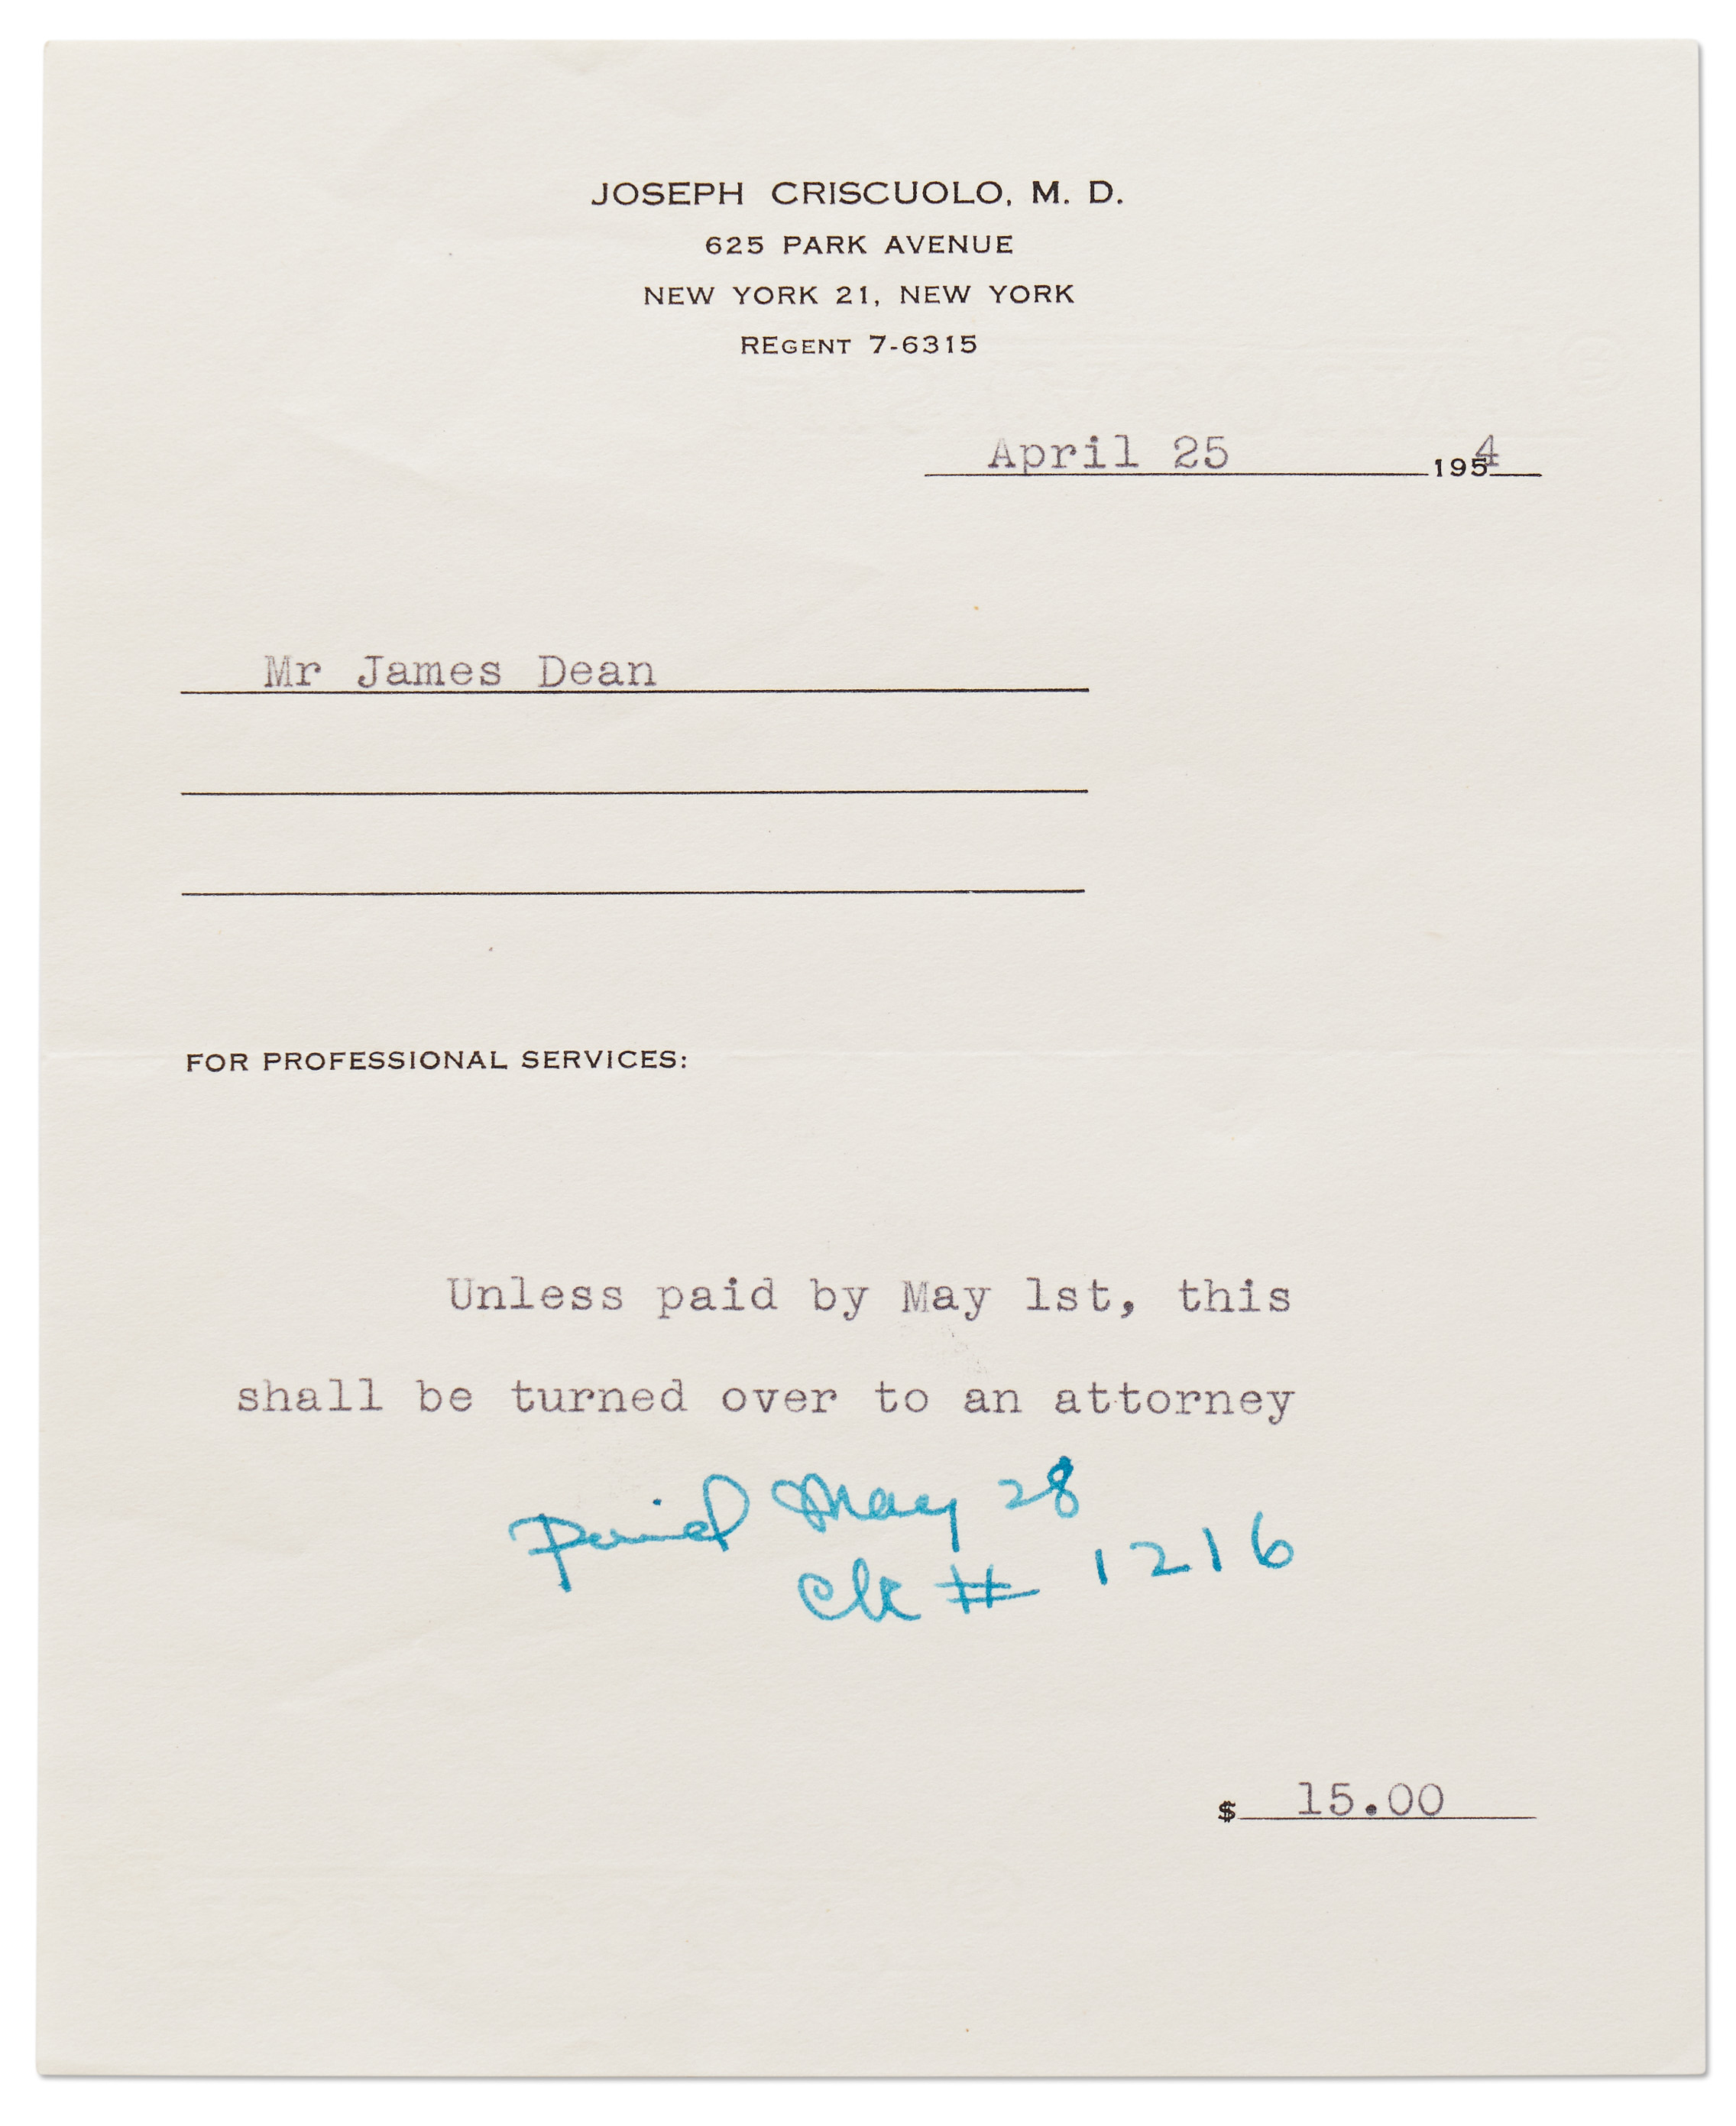 JOSEPH CRISCUOLO, M. D.
625 PARK AVENUE
NEW YORK 21, NEW YORK
REGENT 7-6315
April 25 1954
Mr James Dean
FOR PROFESSIONAL SERVICES:
Unless paid by May 1st, this
shall be turned over to an attorney
Paid May 28
Ck # 1216
$ 15.00